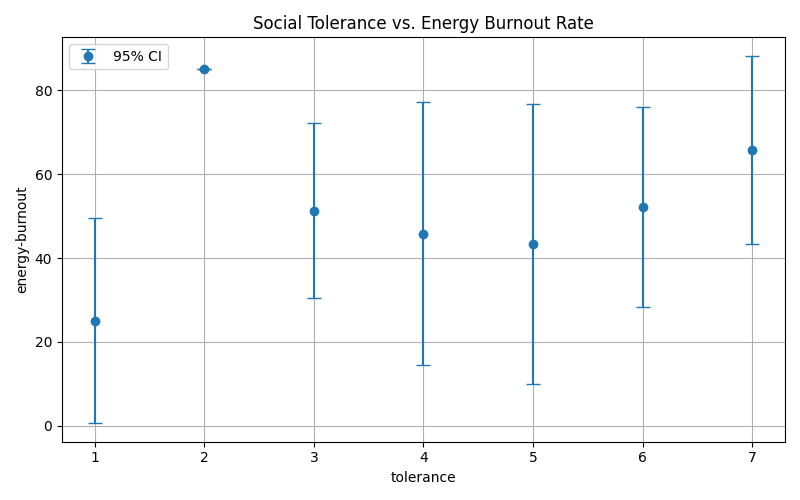 Social Tolerance vs. Energy Burnout Rate
95% CI
energy-burnout
80
60
40
20
0
1 2 3 4 5 6 7
tolerance